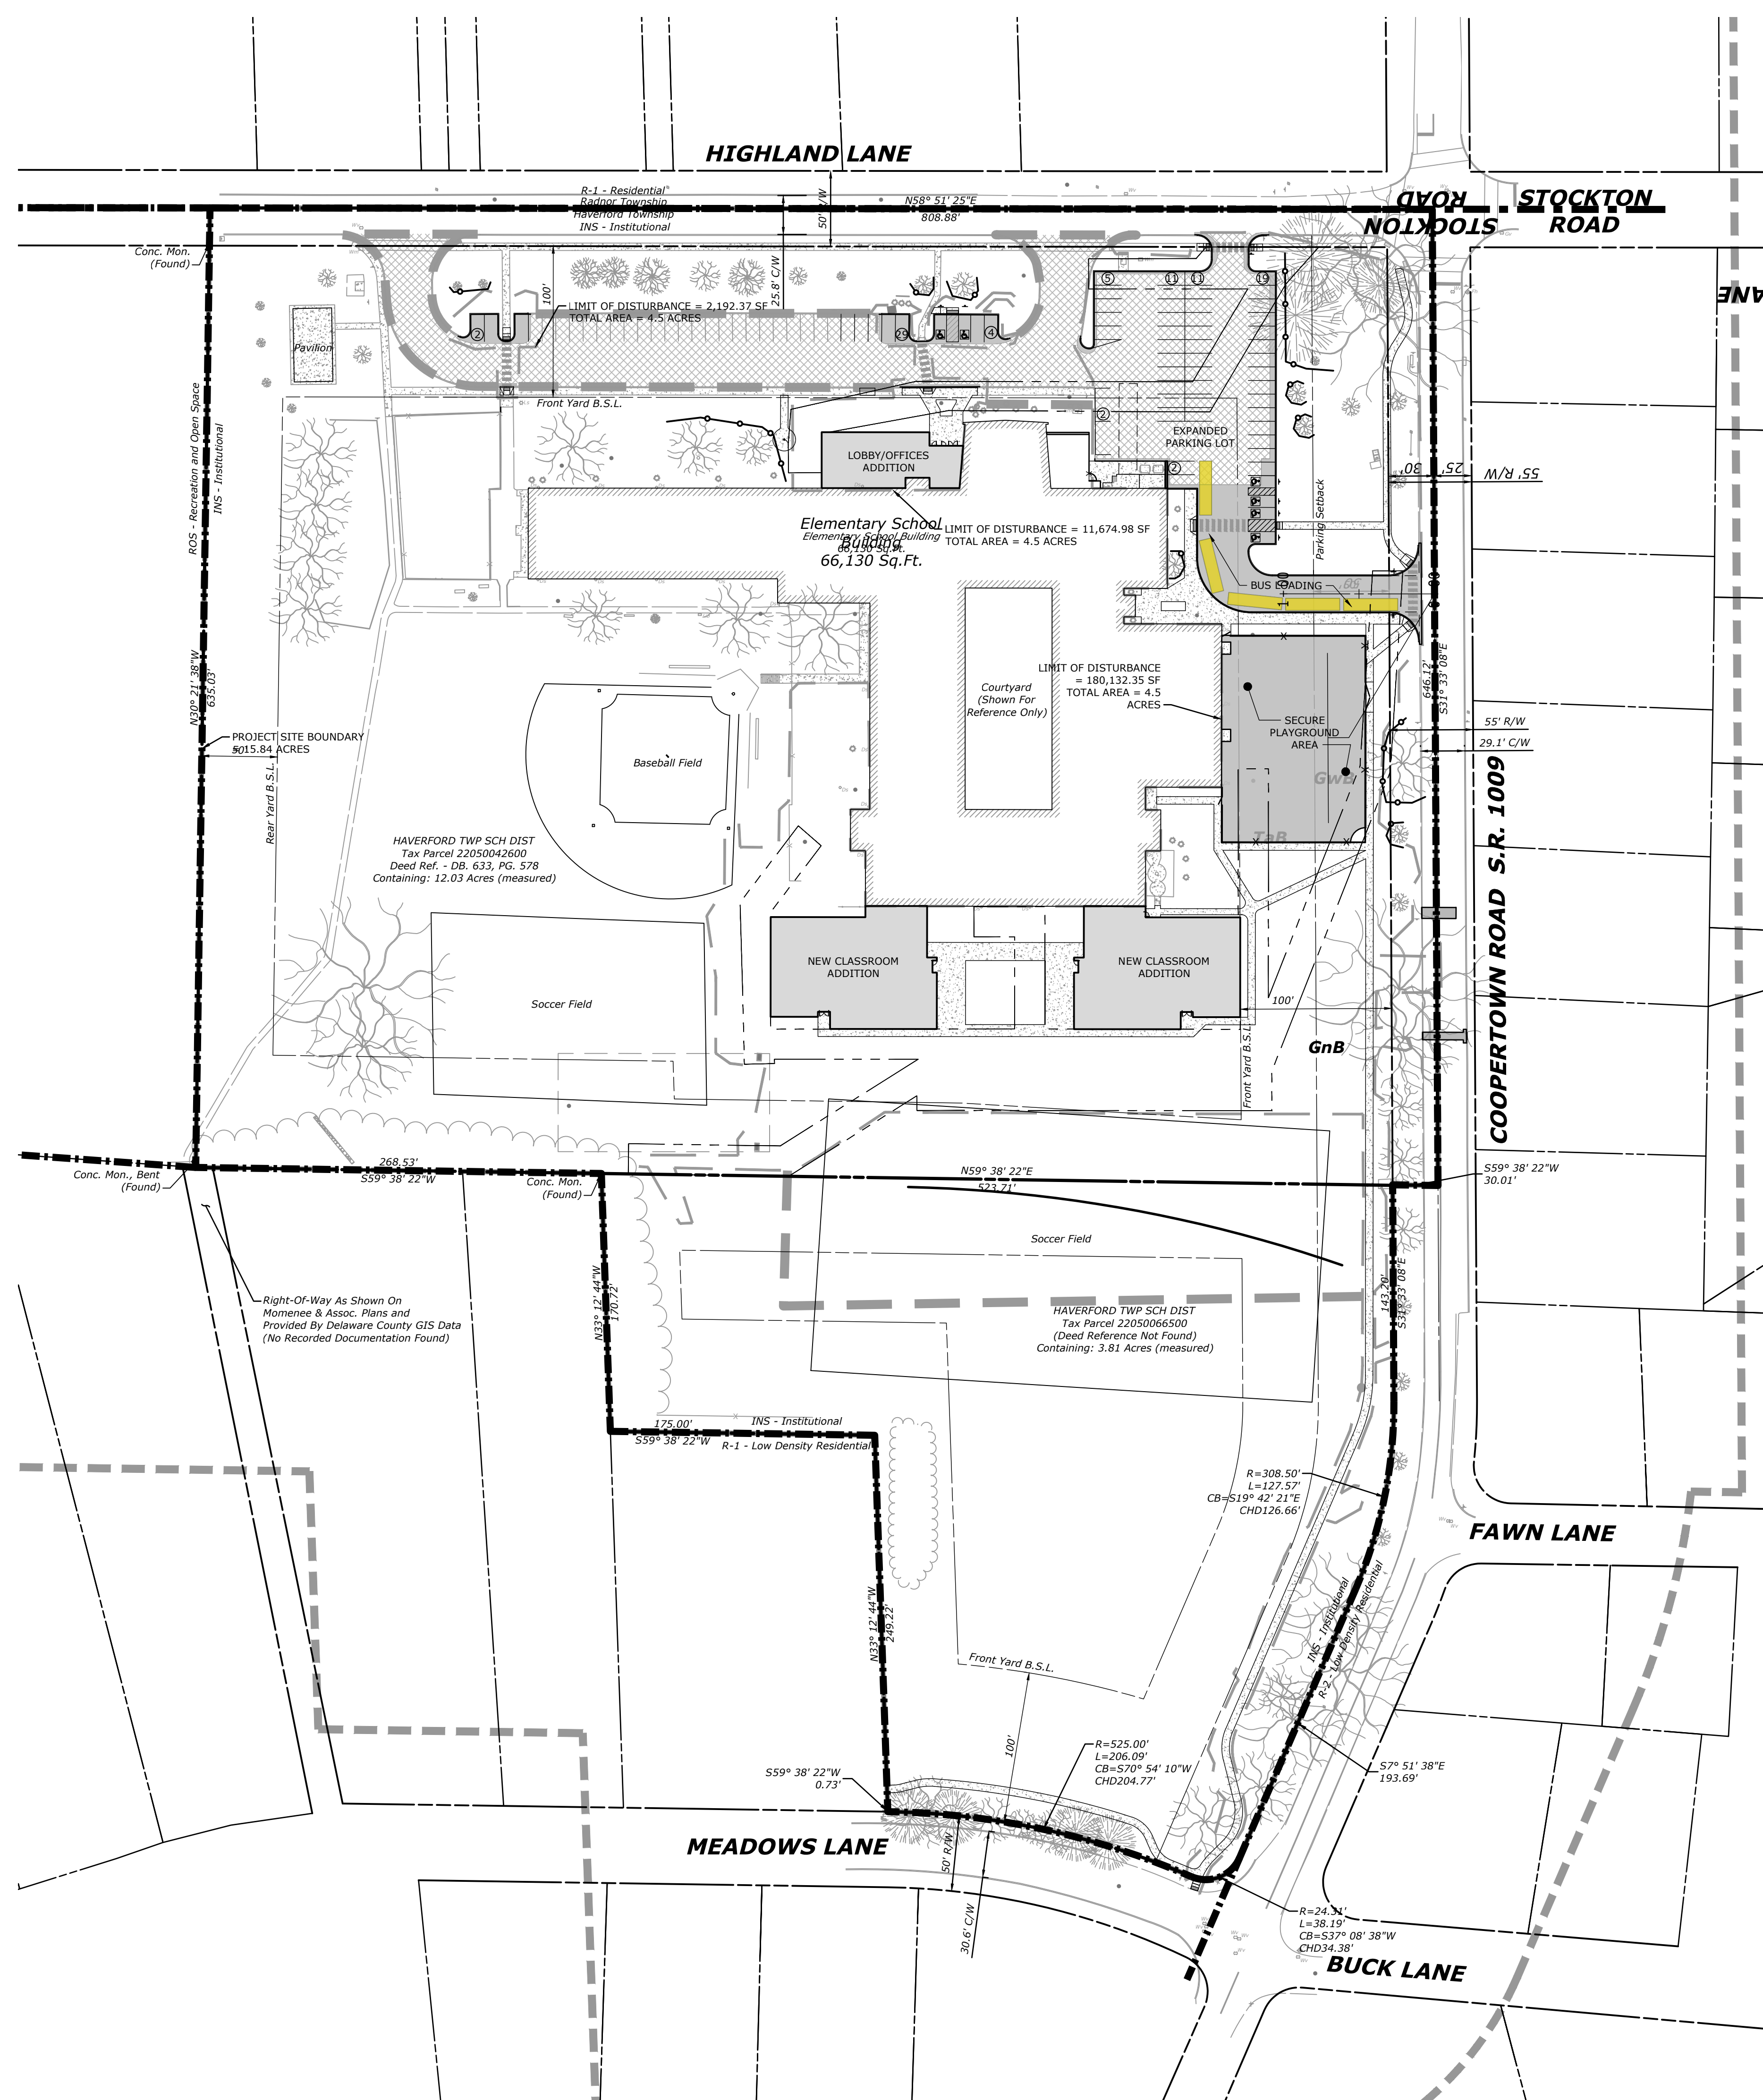 HIGHLAND LANE
R-1 - Residential
Radnor Township
Haverford Township
INS - Institutional
50' R/W
N58° 51' 25"E
808.88'
STOCKTON
ROAD
STOCKTON
ROAD
LANE
Conc. Mon.
(Found)
25.8' C/W
100'
LIMIT OF DISTURBANCE = 2,192.37 SF
TOTAL AREA = 4.5 ACRES
5
11
11
19
2
29
4
2
2
Pavilion
Front Yard B.S.L.
EXPANDED
PARKING LOT
LOBBY/OFFICES
ADDITION
30'
25'
55' R/W
ROS - Recreation and Open Space
INS - Institutional
Parking Setback
Elementary School
Building
66,130 Sq.Ft.
Elementary School Building
66,130 Sq.Ft.
LIMIT OF DISTURBANCE = 11,674.98 SF
TOTAL AREA = 4.5 ACRES
BUS LOADING
N30° 21' 38"W
635.03'
646.12'
S31° 33' 08"E
LIMIT OF DISTURBANCE
= 180,132.35 SF
TOTAL AREA = 4.5
ACRES
Courtyard
(Shown For
Reference Only)
SECURE
PLAYGROUND
AREA
PROJECT SITE BOUNDARY
= 15.84 ACRES
50'
55' R/W
29.1' C/W
Baseball Field
GwB
TaB
Rear Yard B.S.L.
COOPERTOWN ROAD S.R. 1009
HAVERFORD TWP SCH DIST
Tax Parcel 22050042600
Deed Ref. - DB. 633, PG. 578
Containing: 12.03 Acres (measured)
NEW CLASSROOM
ADDITION
NEW CLASSROOM
ADDITION
Soccer Field
100'
GnB
Front Yard B.S.L.
Conc. Mon., Bent
(Found)
268.53'
S59° 38' 22"W
Conc. Mon.
(Found)
N59° 38' 22"E
523.71'
S59° 38' 22"W
30.01'
Soccer Field
Right-Of-Way As Shown On
Momenee & Assoc. Plans and
Provided By Delaware County GIS Data
(No Recorded Documentation Found)
N33° 12' 44"W
170.72'
HAVERFORD TWP SCH DIST
Tax Parcel 22050066500
(Deed Reference Not Found)
Containing: 3.81 Acres (measured)
143.20'
S31° 33' 08"E
175.00'
S59° 38' 22"W
INS - Institutional
R-1 - Low Density Residential
R=308.50'
L=127.57'
CB=S19° 42' 21"E
CHD126.66'
FAWN LANE
INS - Institutional
R-2 - Low Density Residential
N33° 12' 44"W
249.22'
Front Yard B.S.L.
100'
R=525.00'
L=206.09'
CB=S70° 54' 10"W
CHD204.77'
S59° 38' 22"W
0.73'
S7° 51' 38"E
193.69'
MEADOWS LANE
50' R/W
30.6' C/W
R=24.31'
L=38.19'
CB=S37° 08' 38"W
CHD34.38'
BUCK LANE